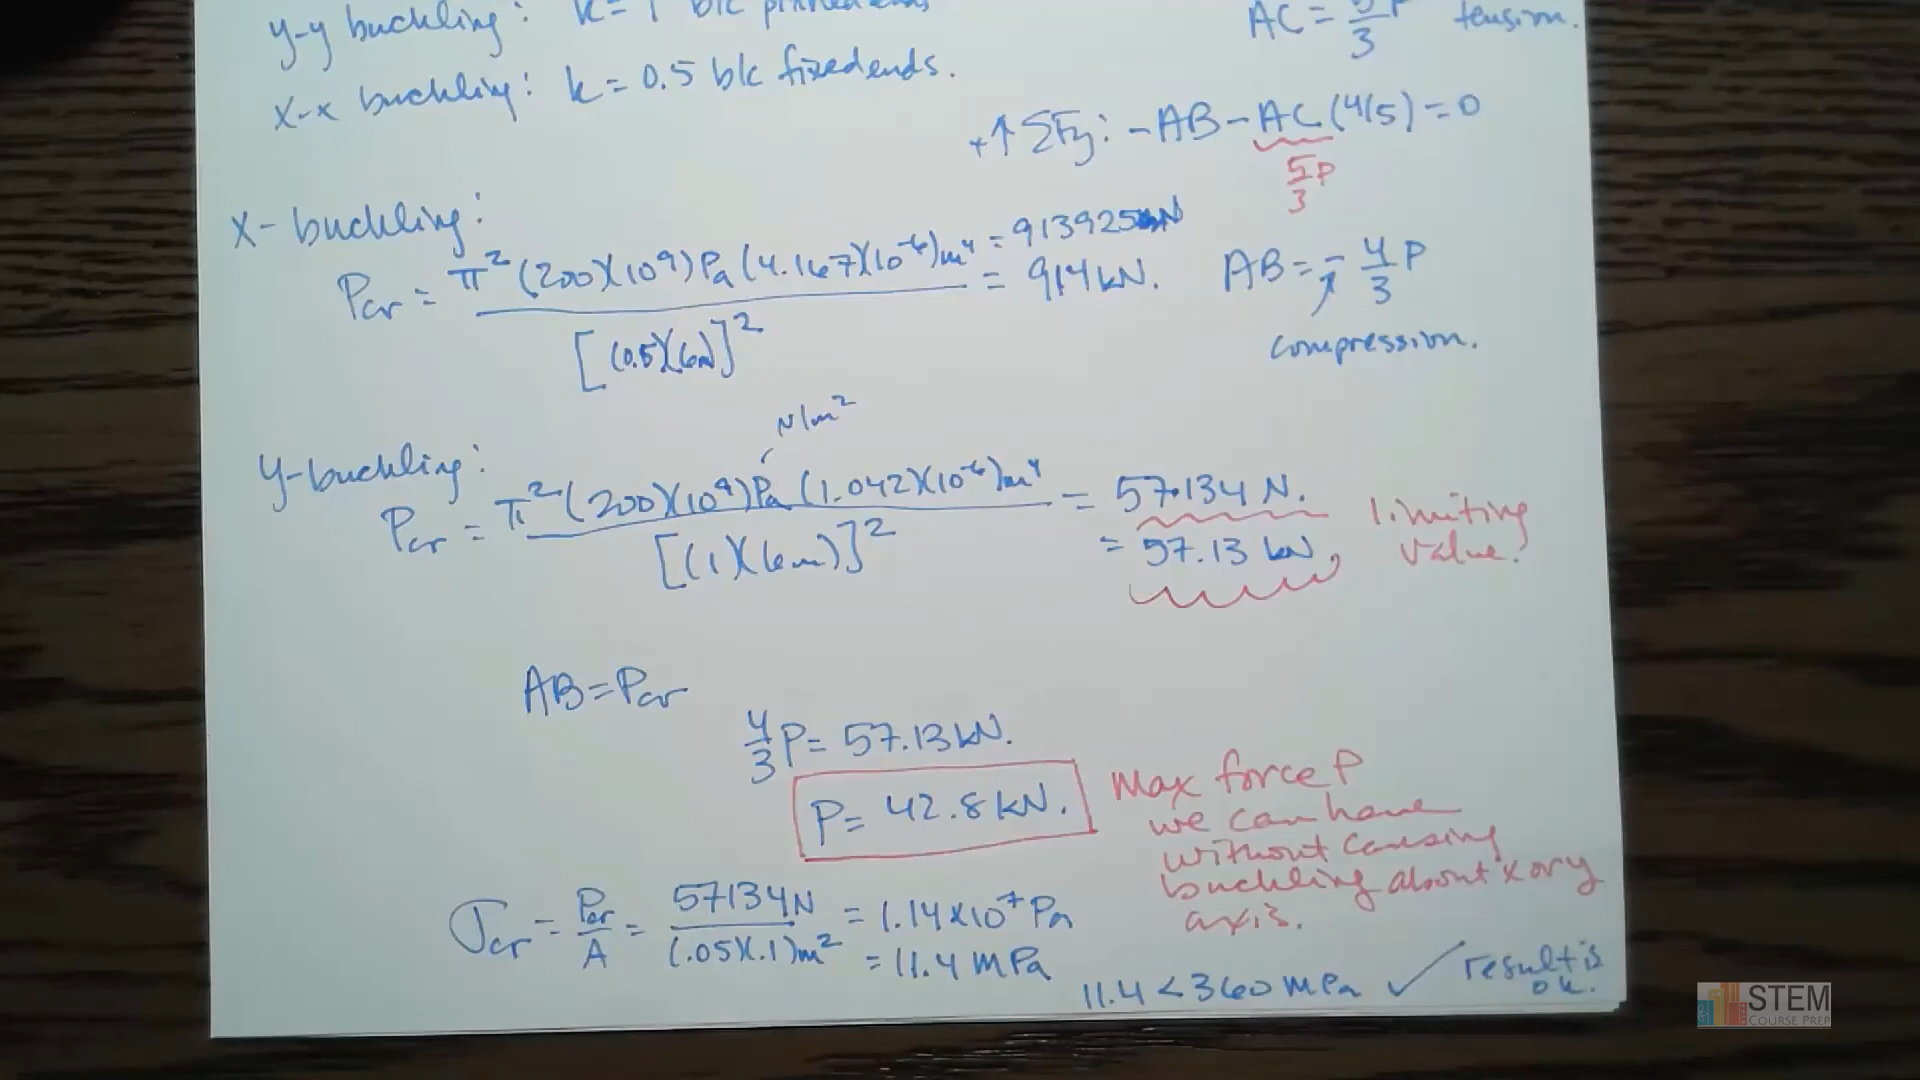 y-y buckling: k=1 b/c pinned ends
x-x buckling: k=0.5 b/c fixed ends.
AC = 5/3 P tension.
+↑ΣFy: -AB-AC(4/5)=0
5/3 P
AB = -4/3 P
compression.
X-buckling:
Pcr = π²(200)(10⁹)Pa(4.167)(10⁻⁶)m⁴ / [(0.5)(6m)]² = 913925 N
= 914 kN.
N/m²
y-buckling:
Pcr = π²(200)(10⁹)Pa(1.042)(10⁻⁶)m⁴ / [(1)(6m)]² = 57134 N.
= 57.13 kN.
limiting
value.
AB=Pcr
4/3 P = 57.13 kN.
P= 42.8 kN.
Max force P
we can have
without causing
buckling about x or y
axis.
σcr = Pcr/A = 57134N / (.05)(.1)m² = 1.14×10⁷ Pa
= 11.4 MPa
11.4 < 360 MPa ✓ result is
ok.
STEM
COURSE PREP